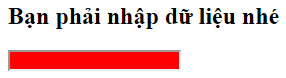 Bạn phải nhập dữ liệu nhé